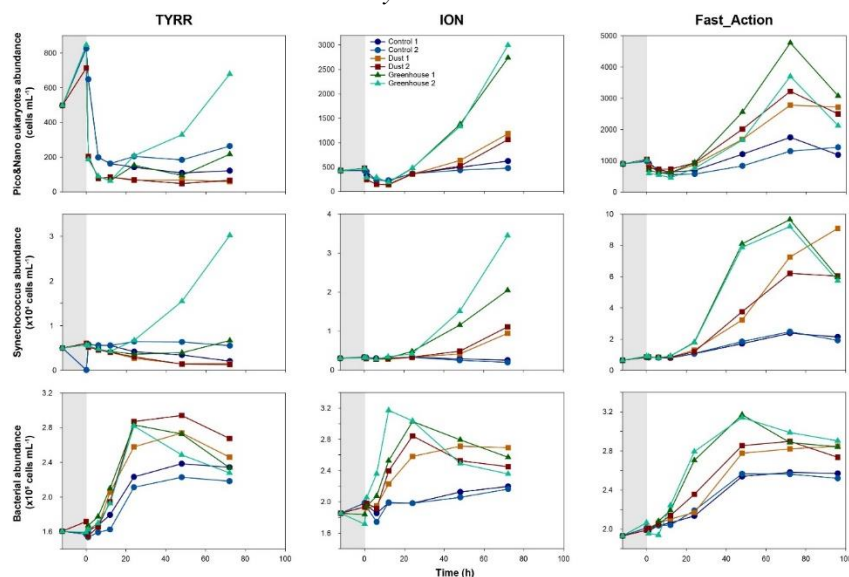 TYRR
ION
Fast_Action
Pico&Nano eukaryotes abundance
(cells mL⁻¹)
800
600
400
200
0
3000
2500
2000
1500
1000
500
0
Control 1
Control 2
Dust 1
Dust 2
Greenhouse 1
Greenhouse 2
5000
4000
3000
2000
1000
0
Synechococcus abundance
cells mL⁻¹)
3
2
1
0
4
3
2
1
0
10
8
6
4
2
0
Bacterial abundance
cells mL⁻¹)
2.8
2.4
2.0
1.6
3.2
2.8
2.4
2.0
1.6
3.2
2.8
2.4
2.0
0 20 40 60 80 100
0 20 40 60 80 100
0 20 40 60 80 100
Time (h)